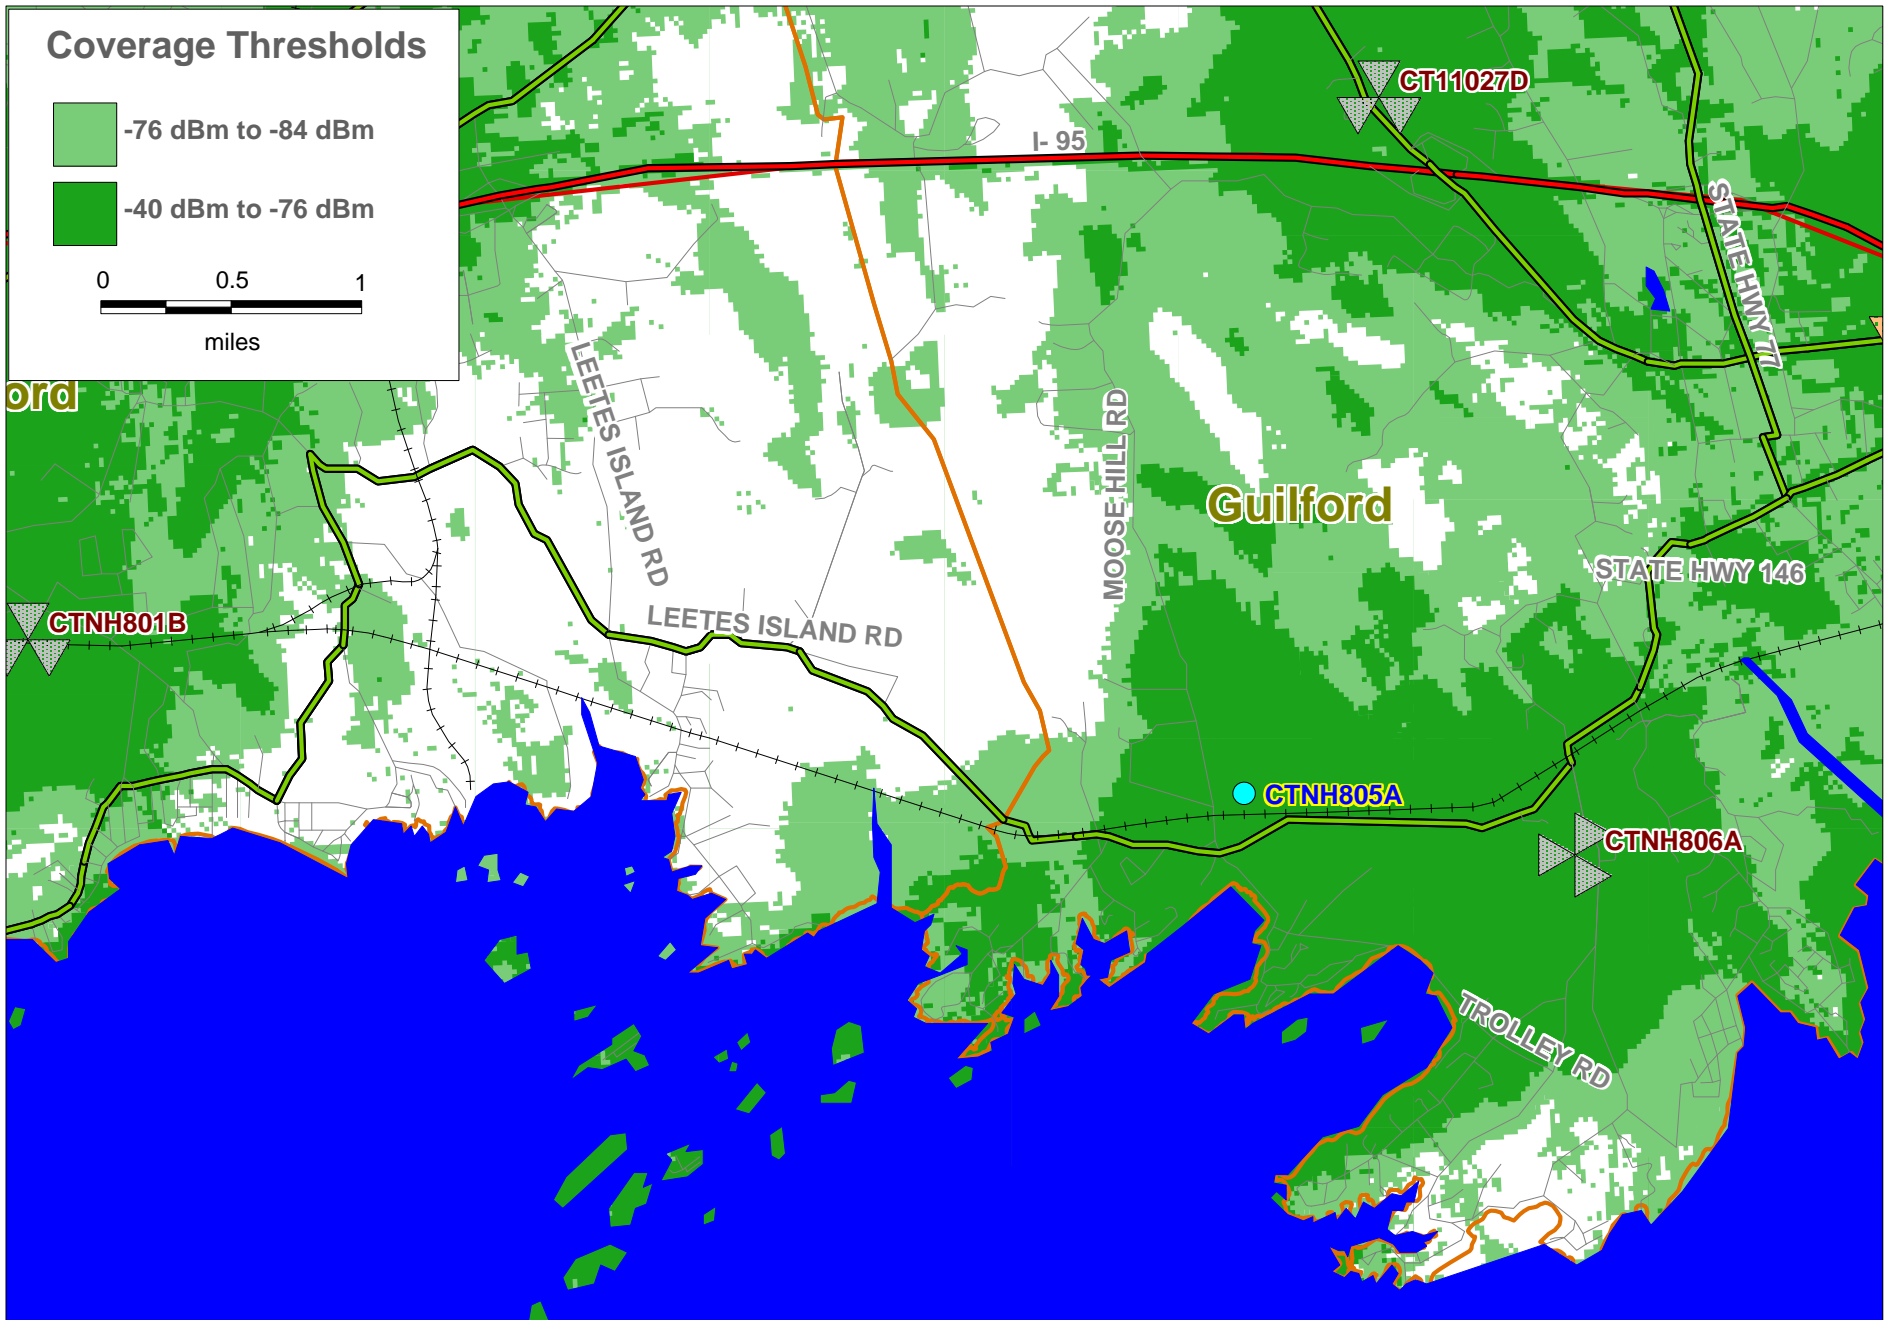 Coverage Thresholds
-76 dBm to -84 dBm
-40 dBm to -76 dBm
0 0.5 1
miles
CT11027D
I- 95
STATE HWY 77
LEETES ISLAND RD
ord
MOOSE HILL RD
Guilford
STATE HWY 146
CTNH801B
LEETES ISLAND RD
CTNH805A
CTNH806A
TROLLEY RD